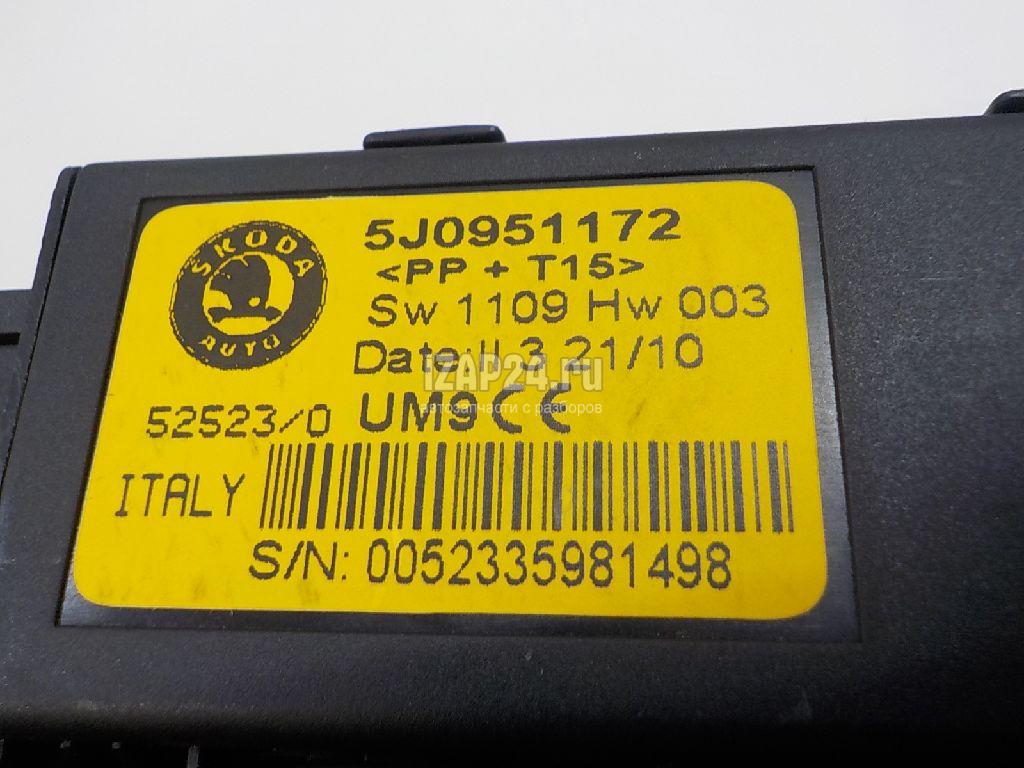 SKODA
AUTO
5J0951172
<PP + T15>
Sw 1109 Hw 003
Date: II 3 21/10
IZAP24.ru
автозапчасти с разборов
52523/0 UM9 CE
ITALY
S/N: 0052335981498